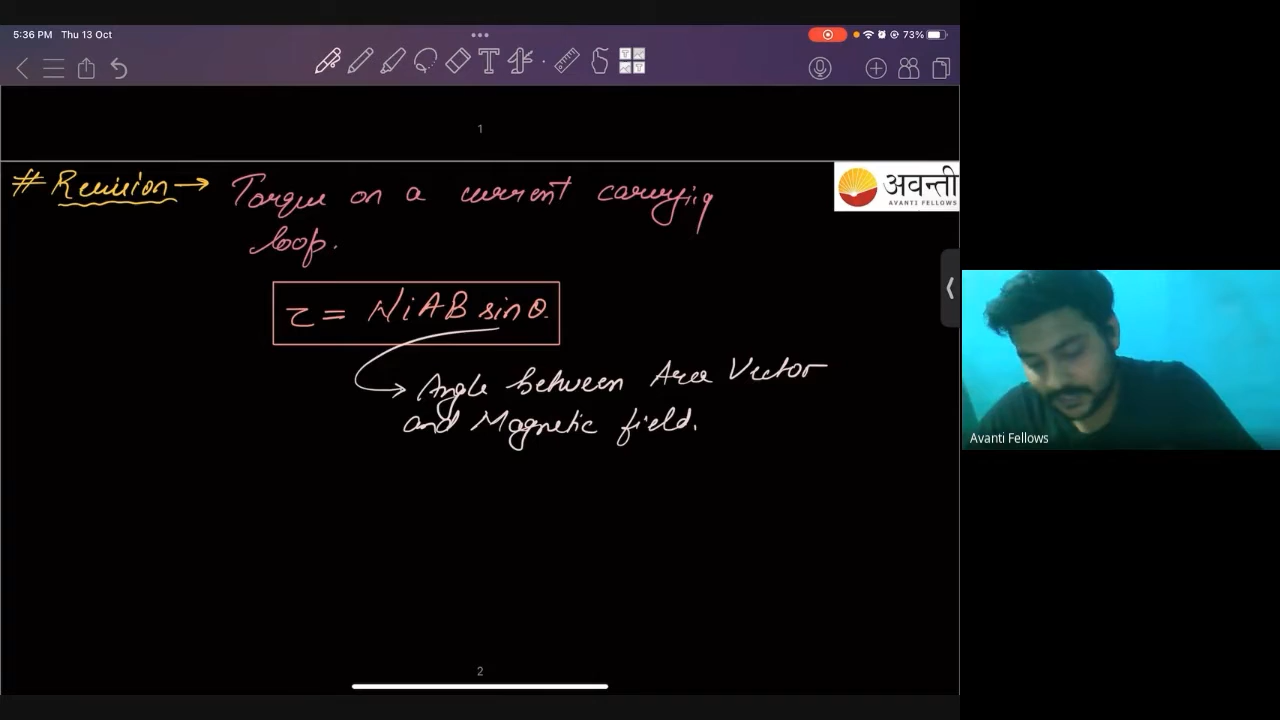 5:36 PM Thu 13 Oct
73%
1
# Revision → Torque on a current carrying
loop.
अवन्ती
AVANTI FELLOWS
τ = NiAB sinθ.
Angle between Area Vector
and Magnetic field.
Avanti Fellows
2